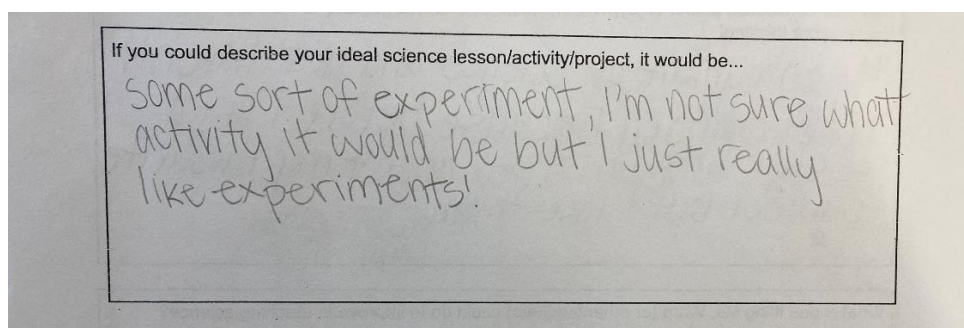 If you could describe your ideal science lesson/activity/project, it would be...
some sort of experiment, I'm not sure what
activity it would be but I just really
like experiments!